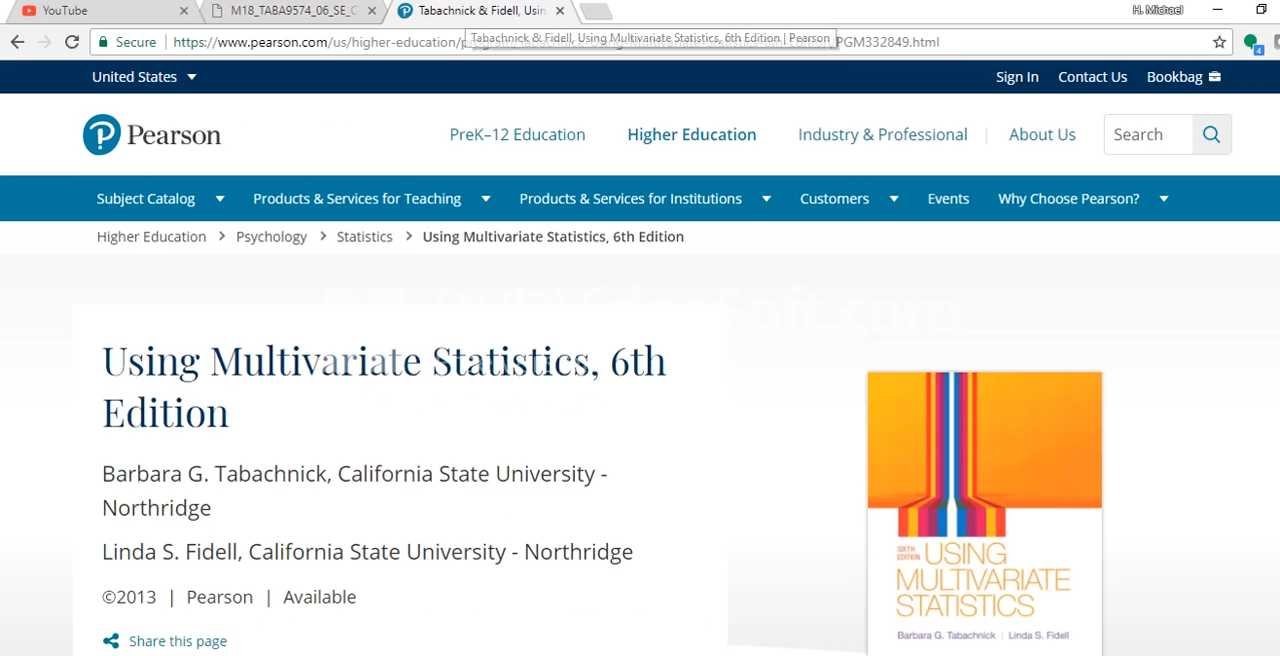 YouTube
M18_TABA9574_06_SE_C
Tabachnick & Fidell, Usin
H. Michael
Secure
https://www.pearson.com/us/higher-education/p
PGM332849.html
Tabachnick & Fidell, Using Multivariate Statistics, 6th Edition | Pearson
4
United States
Sign In
Contact Us
Bookbag
Pearson
PreK–12 Education
Higher Education
Industry & Professional
About Us
Search
Subject Catalog
Products & Services for Teaching
Products & Services for Institutions
Customers
Events
Why Choose Pearson?
Higher Education > Psychology > Statistics > Using Multivariate Statistics, 6th Edition
Using Multivariate Statistics, 6th
Edition
Barbara G. Tabachnick, California State University -
Northridge
Linda S. Fidell, California State University - Northridge
©2013 | Pearson | Available
Share this page
SIXTH
EDITION
USING
MULTIVARIATE
STATISTICS
Barbara G. Tabachnick | Linda S. Fidell